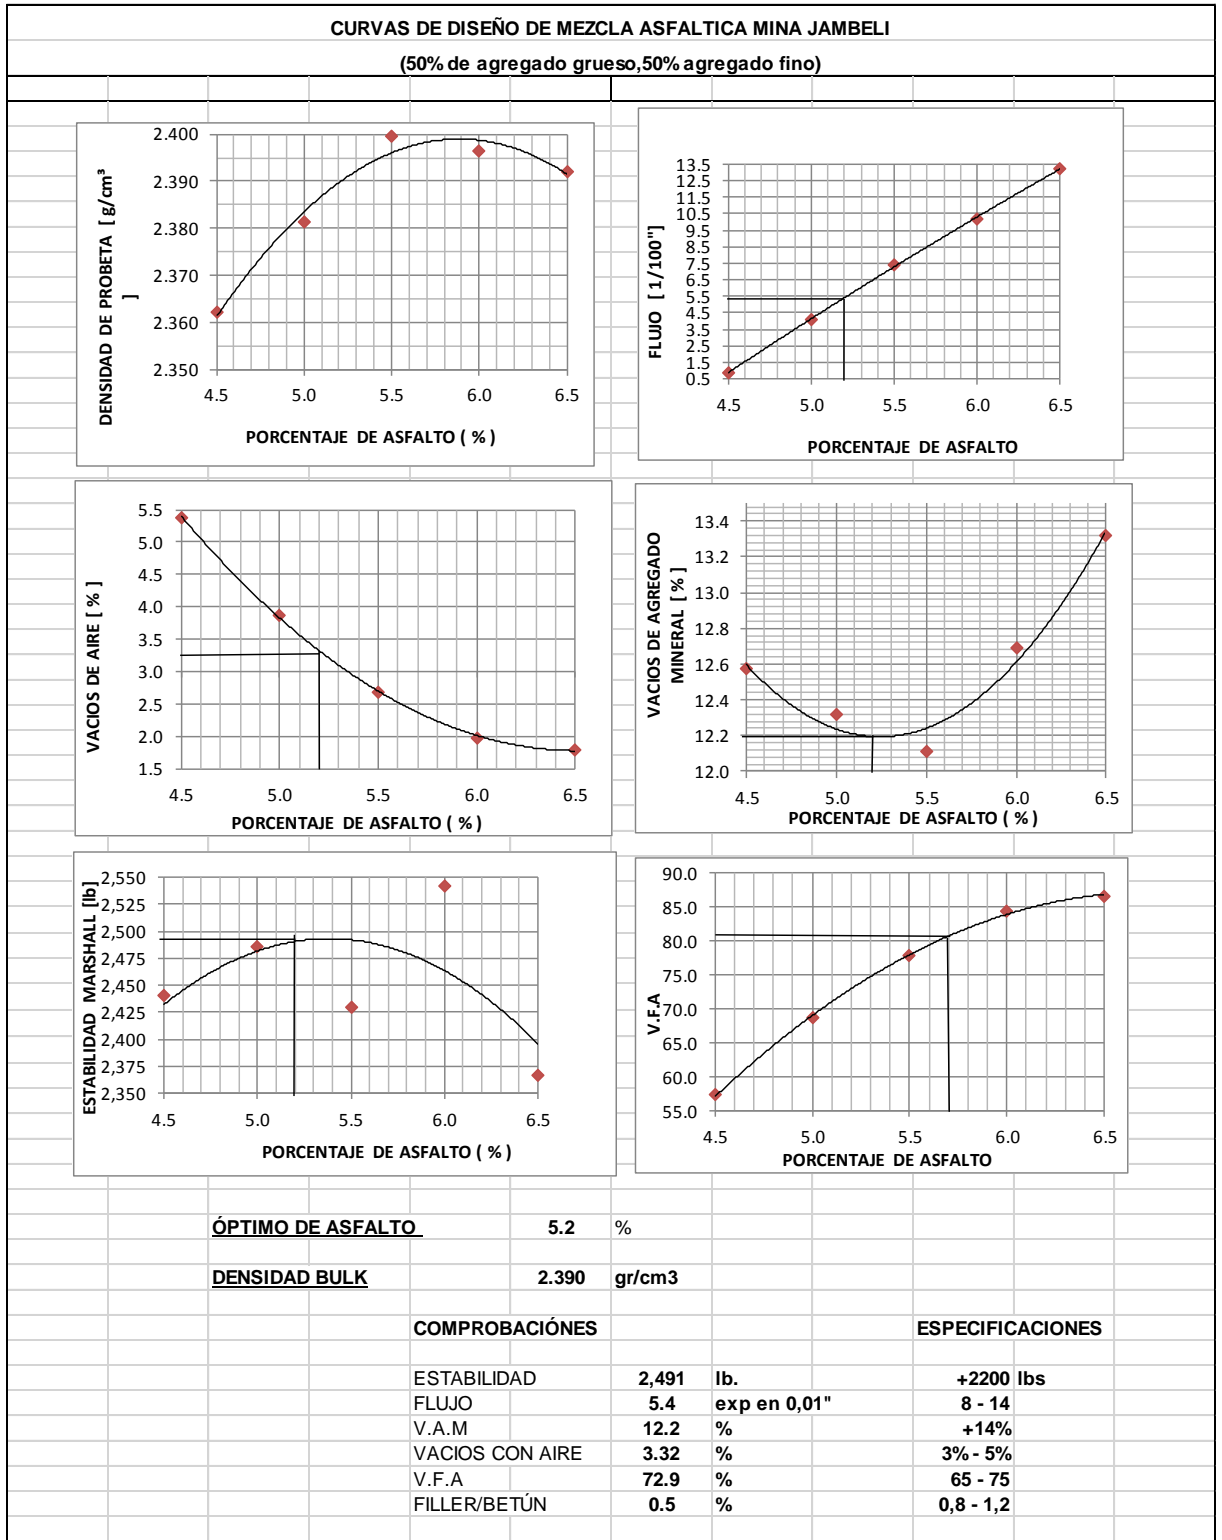 CURVAS DE DISEÑO DE MEZCLA ASFALTICA MINA JAMBELI
(50% de agregado grueso,50% agregado fino)
DENSIDAD DE PROBETA [ g/cm³ ]
2.400
2.390
2.380
2.370
2.360
2.350
4.5 5.0 5.5 6.0 6.5
PORCENTAJE DE ASFALTO ( % )
FLUJO [ 1/100"]
13.5
12.5
11.5
10.5
9.5
8.5
7.5
6.5
5.5
4.5
3.5
2.5
1.5
0.5
4.5 5.0 5.5 6.0 6.5
PORCENTAJE DE ASFALTO
VACIOS DE AIRE [ % ]
5.5
5.0
4.5
4.0
3.5
3.0
2.5
2.0
1.5
4.5 5.0 5.5 6.0 6.5
PORCENTAJE DE ASFALTO ( % )
VACIOS DE AGREGADO
MINERAL [ % ]
13.4
13.2
13.0
12.8
12.6
12.4
12.2
12.0
4.5 5.0 5.5 6.0 6.5
PORCENTAJE DE ASFALTO ( % )
ESTABILIDAD MARSHALL [lb]
2,550
2,525
2,500
2,475
2,450
2,425
2,400
2,375
2,350
4.5 5.0 5.5 6.0 6.5
PORCENTAJE DE ASFALTO ( % )
V.F.A
90.0
85.0
80.0
75.0
70.0
65.0
60.0
55.0
4.5 5.0 5.5 6.0 6.5
PORCENTAJE DE ASFALTO
ÓPTIMO DE ASFALTO 5.2 %
DENSIDAD BULK 2.390 gr/cm3
COMPROBACIÓNES ESPECIFICACIONES
ESTABILIDAD 2,491 lb. +2200 lbs
FLUJO 5.4 exp en 0,01" 8 - 14
V.A.M 12.2 % +14%
VACIOS CON AIRE 3.32 % 3% - 5%
V.F.A 72.9 % 65 - 75
FILLER/BETÚN 0.5 % 0,8 - 1,2